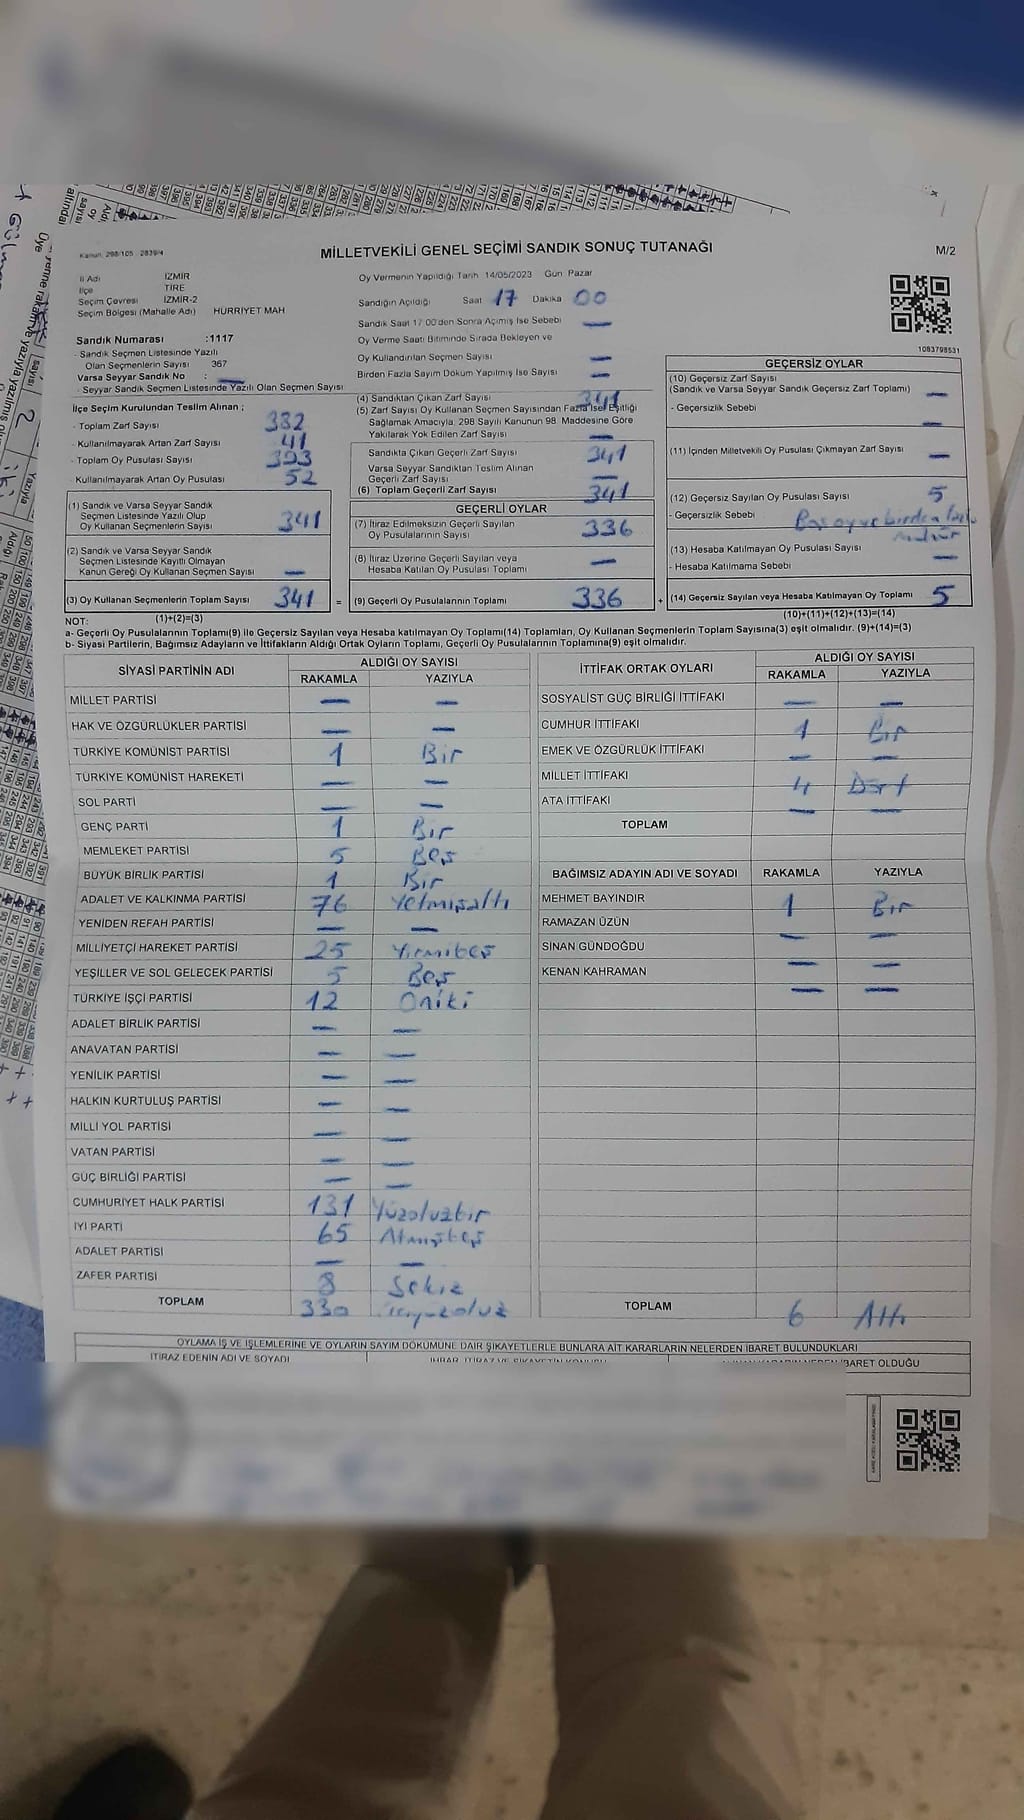 MİLLETVEKİLİ GENEL SEÇİMİ SANDIK SONUÇ TUTANAĞI
M/2
Kanun: 298/105 : 2839/4
İl Adı İZMİR
İlçe TİRE
Seçim Çevresi İZMİR-2
Seçim Bölgesi (Mahalle Adı) HÜRRİYET MAH
Oy Vermenin Yapıldığı Tarih 14/05/2023 Gün Pazar
Sandığın Açıldığı Saat 17 Dakika 00
Sandık Saat 17:00'den Sonra Açılmış İse Sebebi —
Oy Verme Saati Bitiminde Sırada Bekleyen ve
Oy Kullandırılan Seçmen Sayısı —
Birden Fazla Sayım Döküm Yapılmış İse Sayısı —
1083798531
Sandık Numarası :1117
- Sandık Seçmen Listesinde Yazılı
Olan Seçmenlerin Sayısı 367
Varsa Seyyar Sandık No : —
- Seyyar Sandık Seçmen Listesinde Yazılı Olan Seçmen Sayısı
İlçe Seçim Kurulundan Teslim Alınan ;
- Toplam Zarf Sayısı 382
- Kullanılmayarak Artan Zarf Sayısı 41
- Toplam Oy Pusulası Sayısı 393
- Kullanılmayarak Artan Oy Pusulası 52
(1) Sandık ve Varsa Seyyar Sandık
Seçmen Listesinde Yazılı Olup
Oy Kullanan Seçmenlerin Sayısı 341
(2) Sandık ve Varsa Seyyar Sandık
Seçmen Listesinde Kayıtlı Olmayan
Kanun Gereği Oy Kullanan Seçmen Sayısı —
(3) Oy Kullanan Seçmenlerin Toplam Sayısı 341 =
(1)+(2)=(3)
(4) Sandıktan Çıkan Zarf Sayısı 341
(5) Zarf Sayısı Oy Kullanan Seçmen Sayısından Fazla İse; Eşitliği
Sağlamak Amacıyla, 298 Sayılı Kanunun 98. Maddesine Göre
Yakılarak Yok Edilen Zarf Sayısı —
Sandıkta Çıkan Geçerli Zarf Sayısı 341
Varsa Seyyar Sandıktan Teslim Alınan
Geçerli Zarf Sayısı —
(6) Toplam Geçerli Zarf Sayısı 341
GEÇERLİ OYLAR
(7) İtiraz Edilmeksizin Geçerli Sayılan
Oy Pusulalarının Sayısı 336
(8) İtiraz Üzerine Geçerli Sayılan veya
Hesaba Katılan Oy Pusulası Toplamı —
(9) Geçerli Oy Pusulalarının Toplamı 336 +
GEÇERSİZ OYLAR
(10) Geçersiz Zarf Sayısı
(Sandık ve Varsa Seyyar Sandık Geçersiz Zarf Toplamı) —
- Geçersizlik Sebebi —
(11) İçinden Milletvekili Oy Pusulası Çıkmayan Zarf Sayısı —
(12) Geçersiz Sayılan Oy Pusulası Sayısı 5
- Geçersizlik Sebebi birden fazla
mühür
(13) Hesaba Katılmayan Oy Pusulası Sayısı —
- Hesaba Katılmama Sebebi
(14) Geçersiz Sayılan veya Hesaba Katılmayan Oy Toplamı 5
(10)+(11)+(12)+(13)=(14)
NOT:
a- Geçerli Oy Pusulalarının Toplamı(9) ile Geçersiz Sayılan veya Hesaba katılmayan Oy Toplamı(14) Toplamları, Oy Kullanan Seçmenlerin Toplam Sayısına(3) eşit olmalıdır. (9)+(14)=(3)
b- Siyasi Partilerin, Bağımsız Adayların ve İttifakların Aldığı Ortak Oyların Toplamı, Geçerli Oy Pusulalarının Toplamına(9) eşit olmalıdır.
SİYASİ PARTİNİN ADI ALDIĞI OY SAYISI
RAKAMLA YAZIYLA
MİLLET PARTİSİ — —
HAK VE ÖZGÜRLÜKLER PARTİSİ — —
TÜRKİYE KOMÜNİST PARTİSİ 1 Bir
TÜRKİYE KOMÜNİST HAREKETİ — —
SOL PARTİ — —
GENÇ PARTİ 1 Bir
MEMLEKET PARTİSİ 5 Beş
BÜYÜK BİRLİK PARTİSİ 1 Bir
ADALET VE KALKINMA PARTİSİ 76 Yetmişaltı
YENİDEN REFAH PARTİSİ — —
MİLLİYETÇİ HAREKET PARTİSİ 25 Yirmibeş
YEŞİLLER VE SOL GELECEK PARTİSİ 5 Beş
TÜRKİYE İŞÇİ PARTİSİ 12 Oniki
ADALET BİRLİK PARTİSİ — —
ANAVATAN PARTİSİ — —
YENİLİK PARTİSİ — —
HALKIN KURTULUŞ PARTİSİ — —
MİLLİ YOL PARTİSİ — —
VATAN PARTİSİ — —
GÜÇ BİRLİĞİ PARTİSİ — —
CUMHURİYET HALK PARTİSİ 131 Yüzotuzbir
İYİ PARTİ 65 Atmışbeş
ADALET PARTİSİ — —
ZAFER PARTİSİ 8 Sekiz
TOPLAM 330 üçyüzotuz
İTTİFAK ORTAK OYLARI ALDIĞI OY SAYISI
RAKAMLA YAZIYLA
SOSYALİST GÜÇ BİRLİĞİ İTTİFAKI — —
CUMHUR İTTİFAKI 1 Bir
EMEK VE ÖZGÜRLÜK İTTİFAKI — —
MİLLET İTTİFAKI 4 Dört
ATA İTTİFAKI — —
TOPLAM
BAĞIMSIZ ADAYIN ADI VE SOYADI RAKAMLA YAZIYLA
MEHMET BAYINDIR 1 Bir
RAMAZAN ÜZÜN — —
SİNAN GÜNDOĞDU — —
KENAN KAHRAMAN — —
TOPLAM 6 Altı
OYLAMA İŞ VE İŞLEMLERİNE VE OYLARIN SAYIM DÖKÜMÜNE DAİR ŞİKAYETLERLE BUNLARA AİT KARARLARIN NELERDEN İBARET BULUNDUKLARI
İTİRAZ EDENİN ADI VE SOYADI
İBARET OLDUĞU